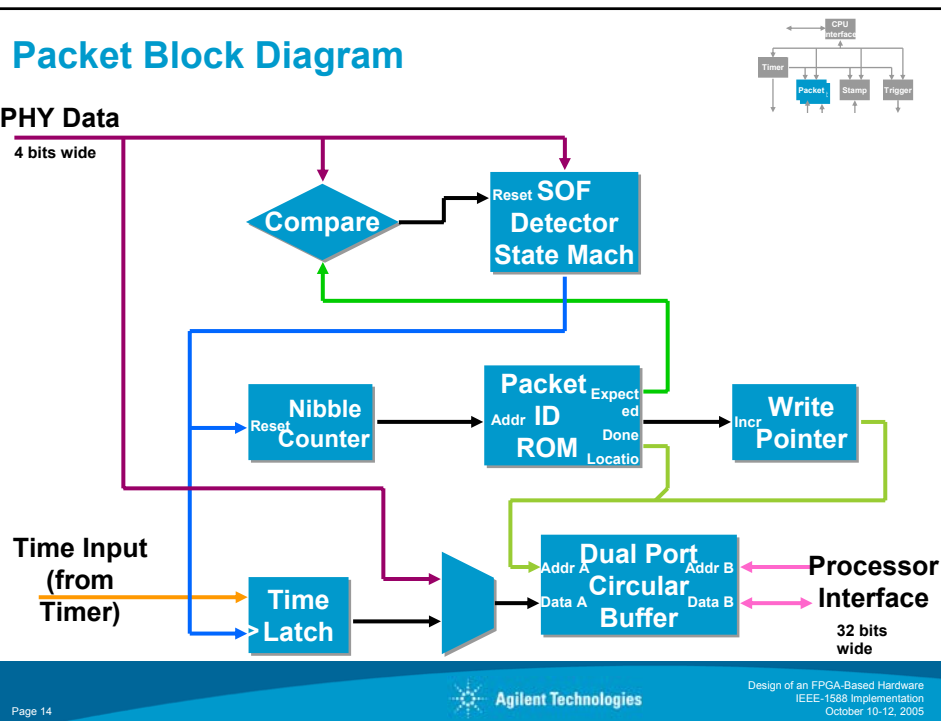 Packet Block Diagram
CPU
Interface
Timer
Packet
Stamp
Trigger
PHY Data
4 bits wide
Compare
Reset SOF
Detector
State Mach
Nibble
Reset
Counter
Packet
Addr ID
ROM
Expect
ed
Done
Locatio
Incr
Write
Pointer
Time Input
(from
Timer)
Time
> Latch
Dual Port
Addr A
Addr B
Circular
Data A
Data B
Buffer
Processor
Interface
32 bits
wide
Page 14
Agilent Technologies
Design of an FPGA-Based Hardware
IEEE-1588 Implementation
October 10-12, 2005